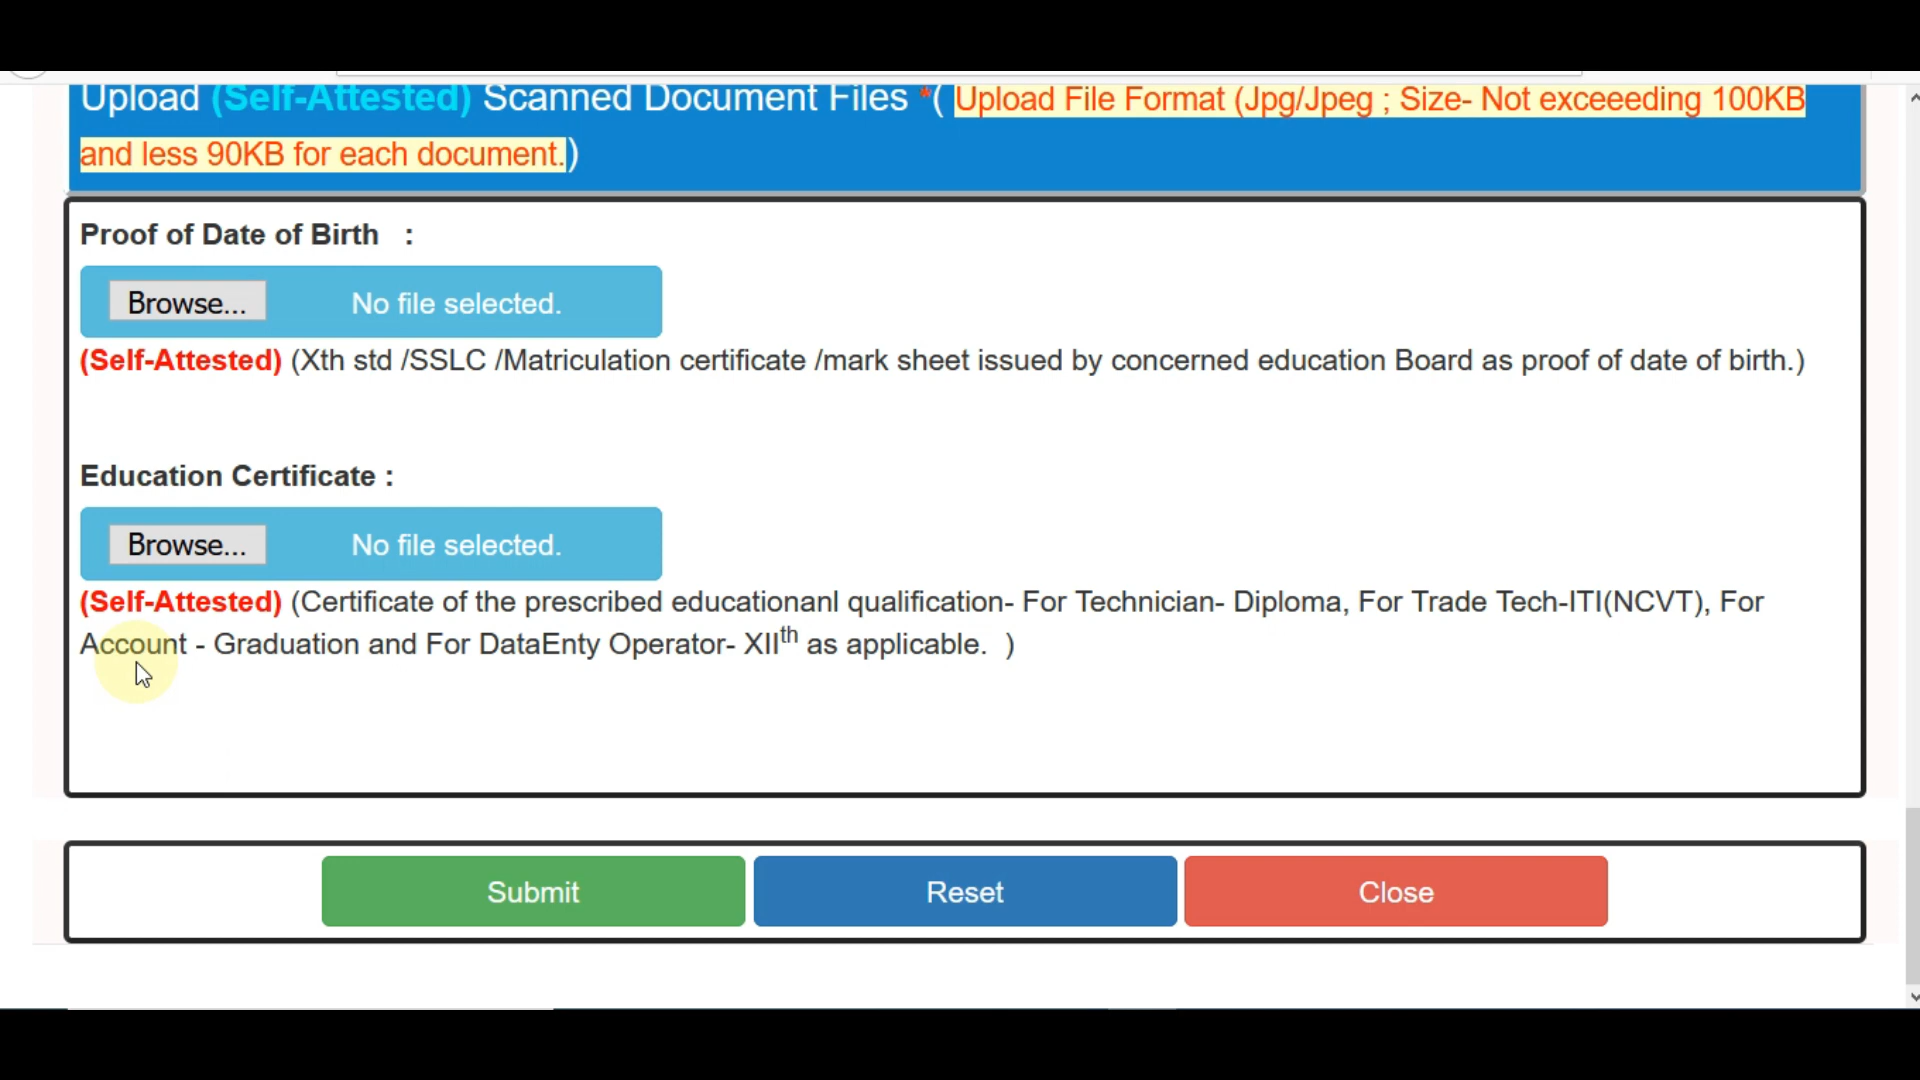 Upload (Self-Attested) Scanned Document Files *( Upload File Format (Jpg/Jpeg ; Size- Not exceeeding 100KB
and less 90KB for each document.)
Proof of Date of Birth :
Browse... No file selected.
(Self-Attested) (Xth std /SSLC /Matriculation certificate /mark sheet issued by concerned education Board as proof of date of birth.)
Education Certificate :
Browse... No file selected.
(Self-Attested) (Certificate of the prescribed educationanl qualification- For Technician- Diploma, For Trade Tech-ITI(NCVT), For
Account - Graduation and For DataEnty Operator- XIIth as applicable. )
Submit Reset Close